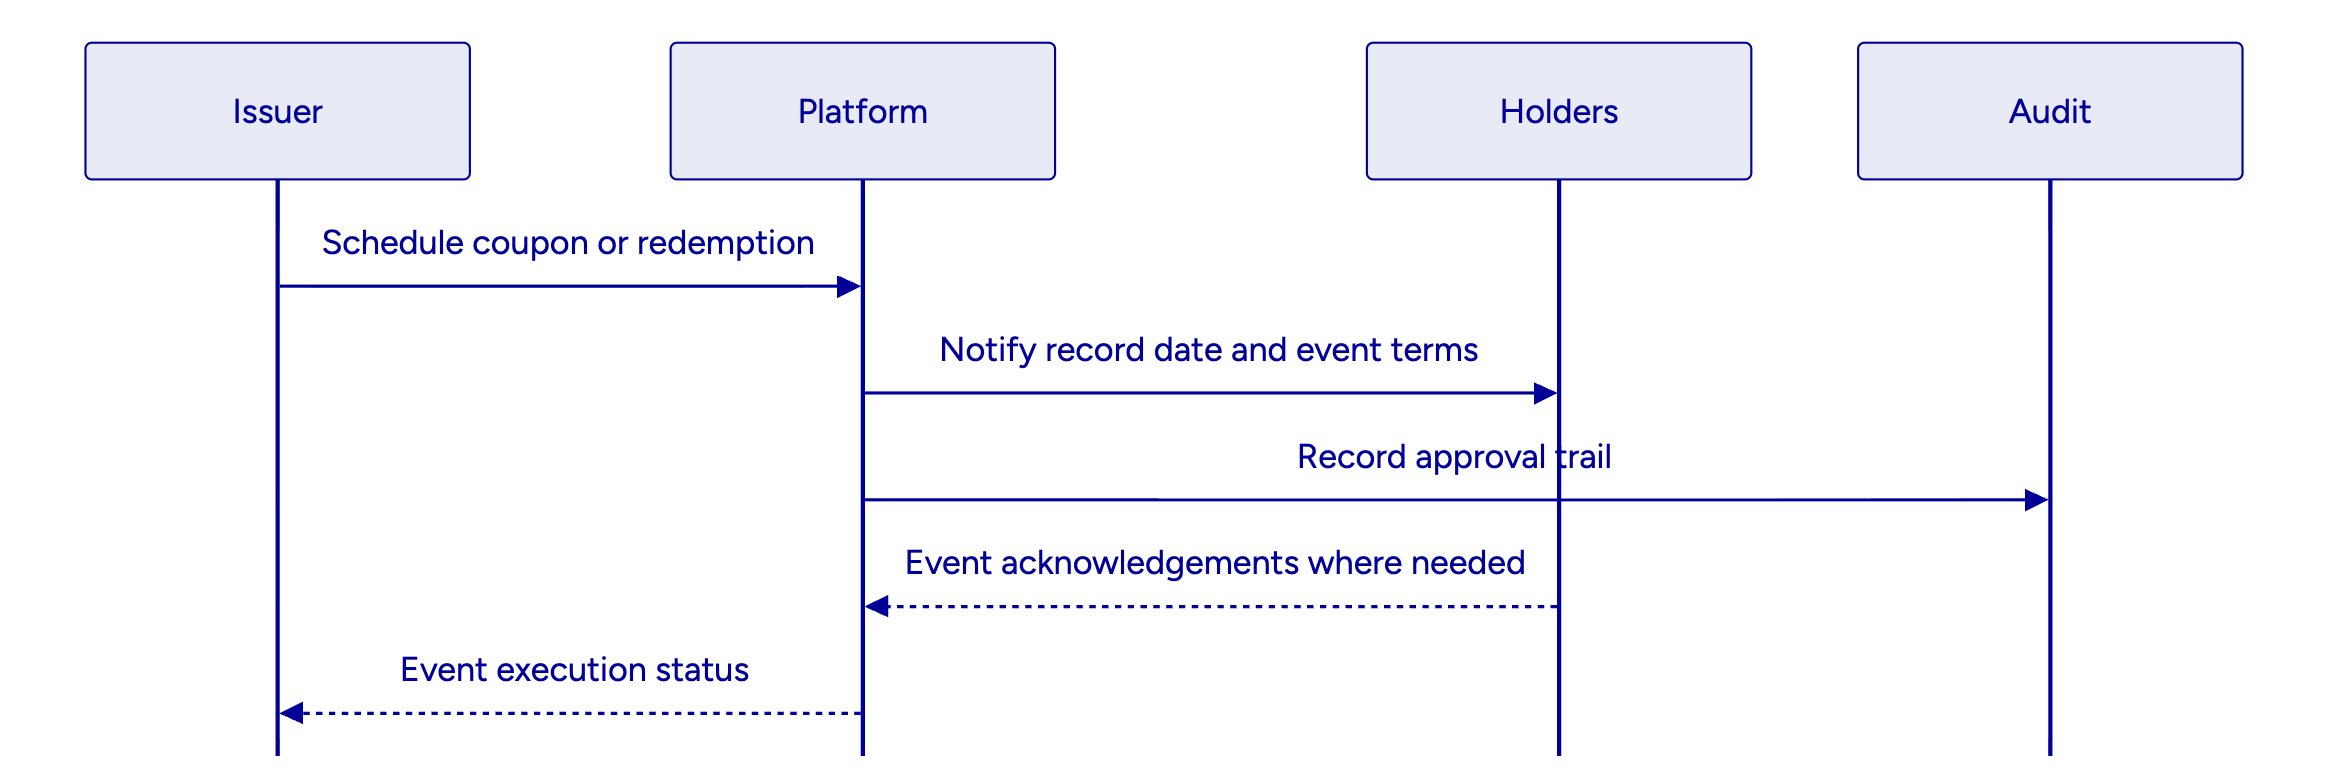 Issuer
Platform
Holders
Audit
Schedule coupon or redemption
Notify record date and event terms
Record approval trail
Event acknowledgements where needed
Event execution status